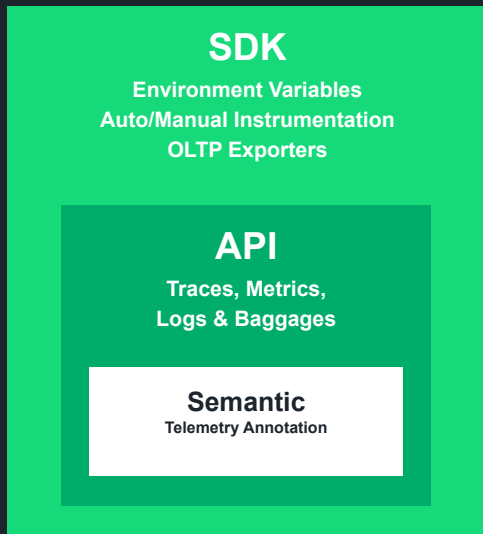 SDK
Environment Variables
Auto/Manual Instrumentation
OLTP Exporters
API
Traces, Metrics,
Logs & Baggages
Semantic
Telemetry Annotation